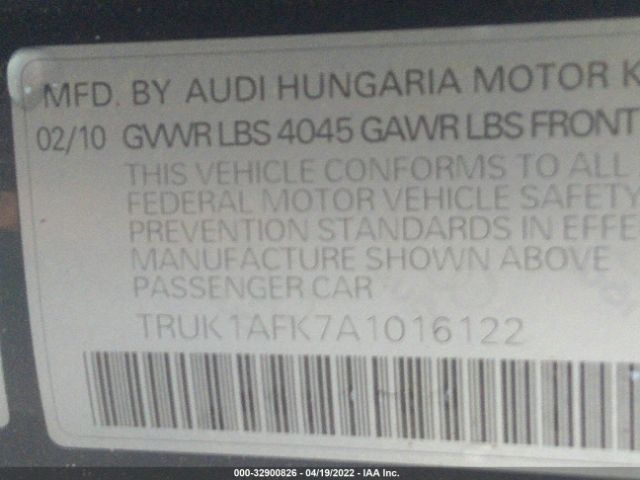 MFD. BY AUDI HUNGARIA MOTOR K
02/10 GVWR LBS 4045 GAWR LBS FRONT
THIS VEHICLE CONFORMS TO ALL
FEDERAL MOTOR VEHICLE SAFETY
PREVENTION STANDARDS IN EFFE
MANUFACTURE SHOWN ABOVE
PASSENGER CAR
TRUK1AFK7A1016122
000-32900826 - 04/19/2022 - IAA Inc.